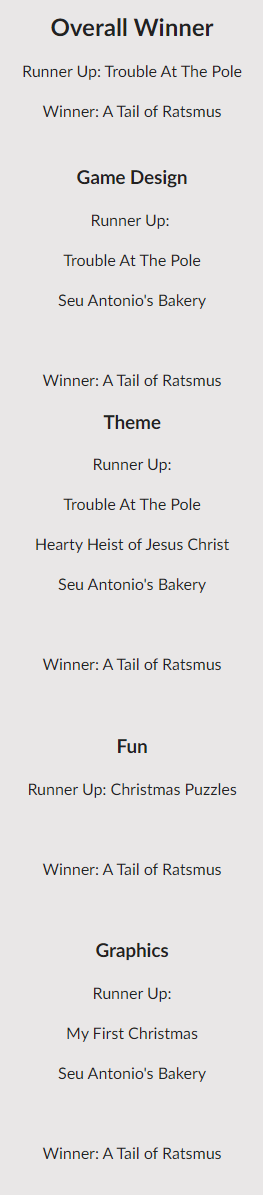 Overall Winner
Runner Up: Trouble At The Pole
Winner: A Tail of Ratsmus
Game Design
Runner Up:
Trouble At The Pole
Seu Antonio's Bakery
Winner: A Tail of Ratsmus
Theme
Runner Up:
Trouble At The Pole
Hearty Heist of Jesus Christ
Seu Antonio's Bakery
Winner: A Tail of Ratsmus
Fun
Runner Up: Christmas Puzzles
Winner: A Tail of Ratsmus
Graphics
Runner Up:
My First Christmas
Seu Antonio's Bakery
Winner: A Tail of Ratsmus